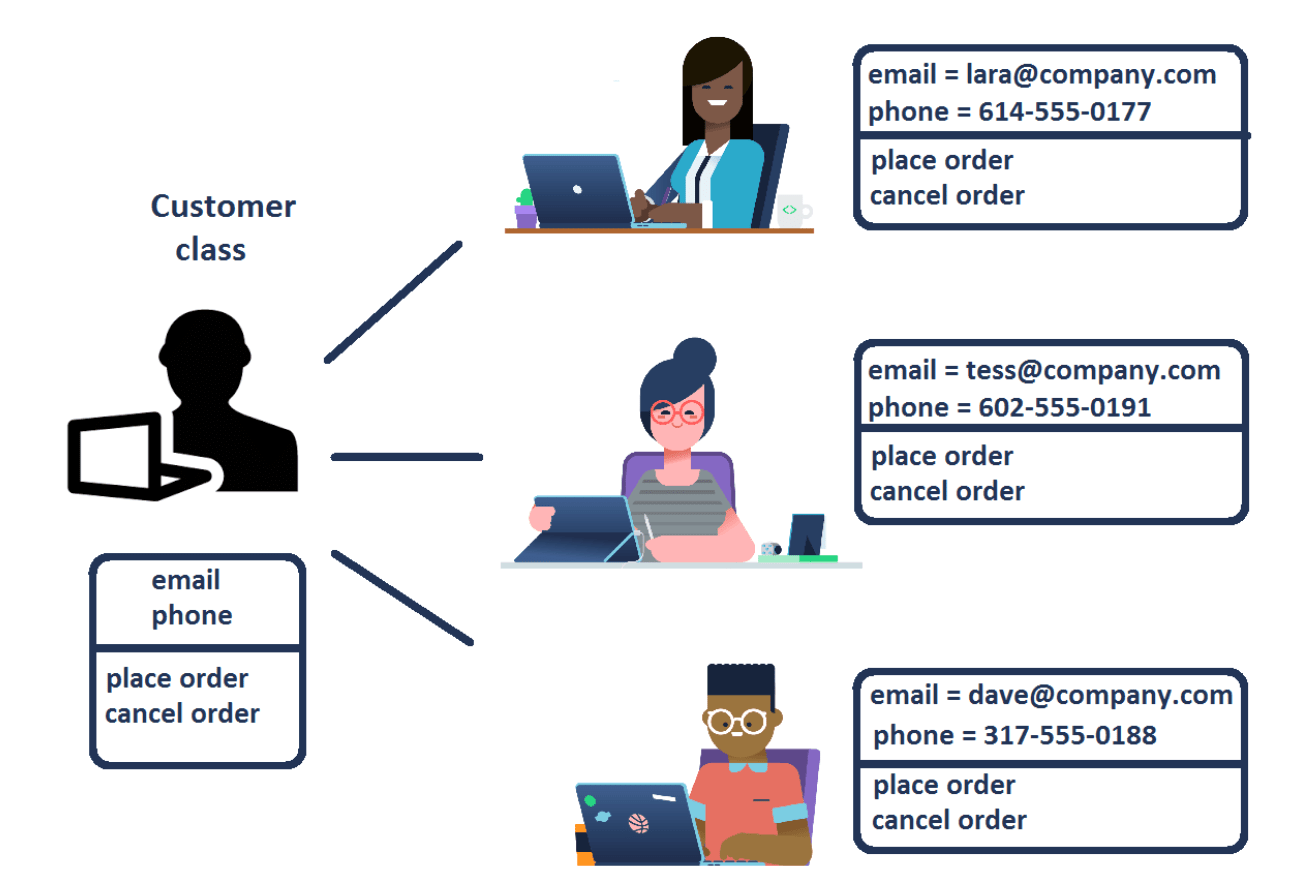 Customer
class
email
phone
place order
cancel order
email = lara@company.com
phone = 614-555-0177
place order
cancel order
<>
email = tess@company.com
phone = 602-555-0191
place order
cancel order
email = dave@company.com
phone = 317-555-0188
place order
cancel order